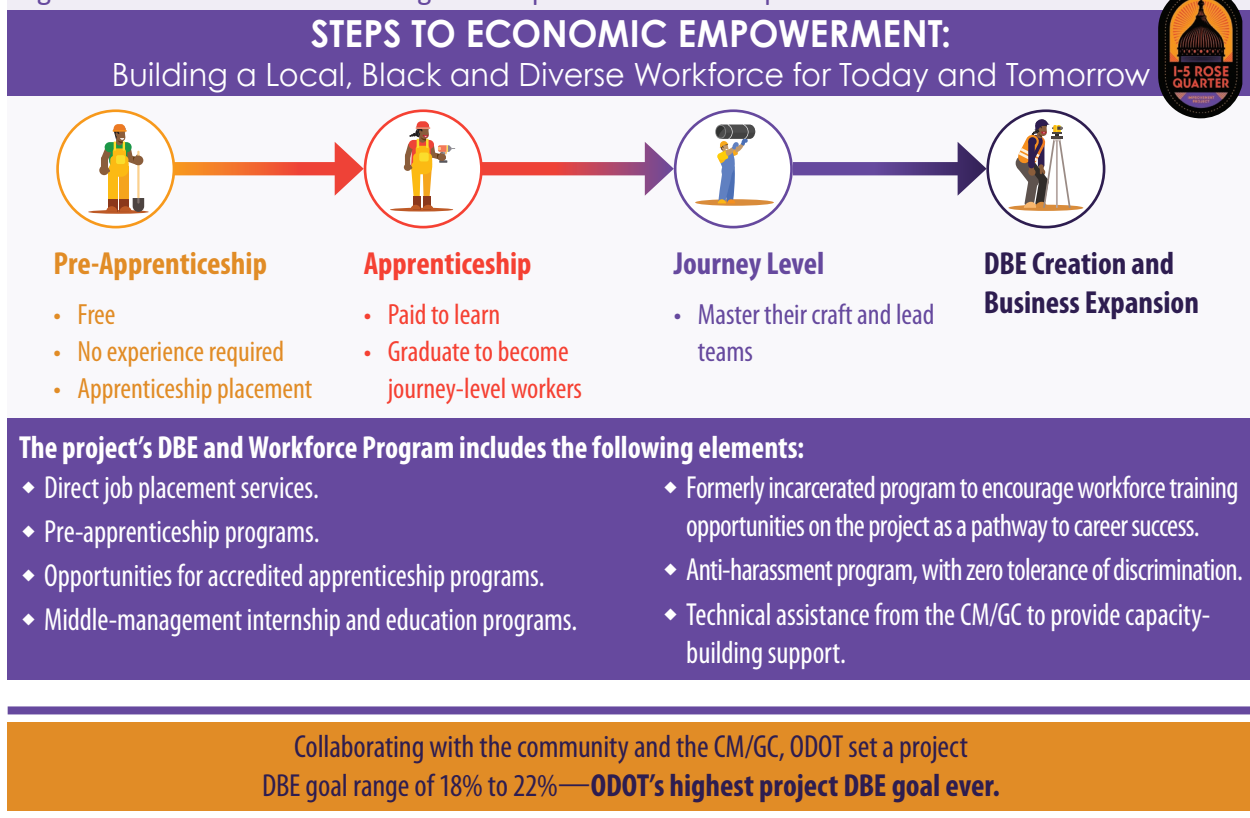 STEPS TO ECONOMIC EMPOWERMENT:
Building a Local, Black and Diverse Workforce for Today and Tomorrow
I-5 ROSE
QUARTER
IMPROVEMENT
PROJECT
Pre-Apprenticeship
• Free
• No experience required
• Apprenticeship placement
Apprenticeship
• Paid to learn
• Graduate to become
journey-level workers
Journey Level
• Master their craft and lead
teams
DBE Creation and
Business Expansion
The project's DBE and Workforce Program includes the following elements:
◆ Direct job placement services.
◆ Pre-apprenticeship programs.
◆ Opportunities for accredited apprenticeship programs.
◆ Middle-management internship and education programs.
◆ Formerly incarcerated program to encourage workforce training
opportunities on the project as a pathway to career success.
◆ Anti-harassment program, with zero tolerance of discrimination.
◆ Technical assistance from the CM/GC to provide capacity-
building support.
Collaborating with the community and the CM/GC, ODOT set a project
DBE goal range of 18% to 22%—ODOT's highest project DBE goal ever.